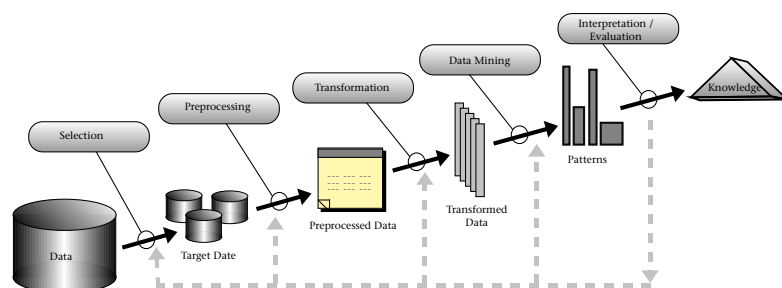 Interpretation /
Evaluation
Data Mining
Transformation
Preprocessing
Selection
Knowledge
Patterns
Transformed
Data
Preprocessed Data
Target Date
Data